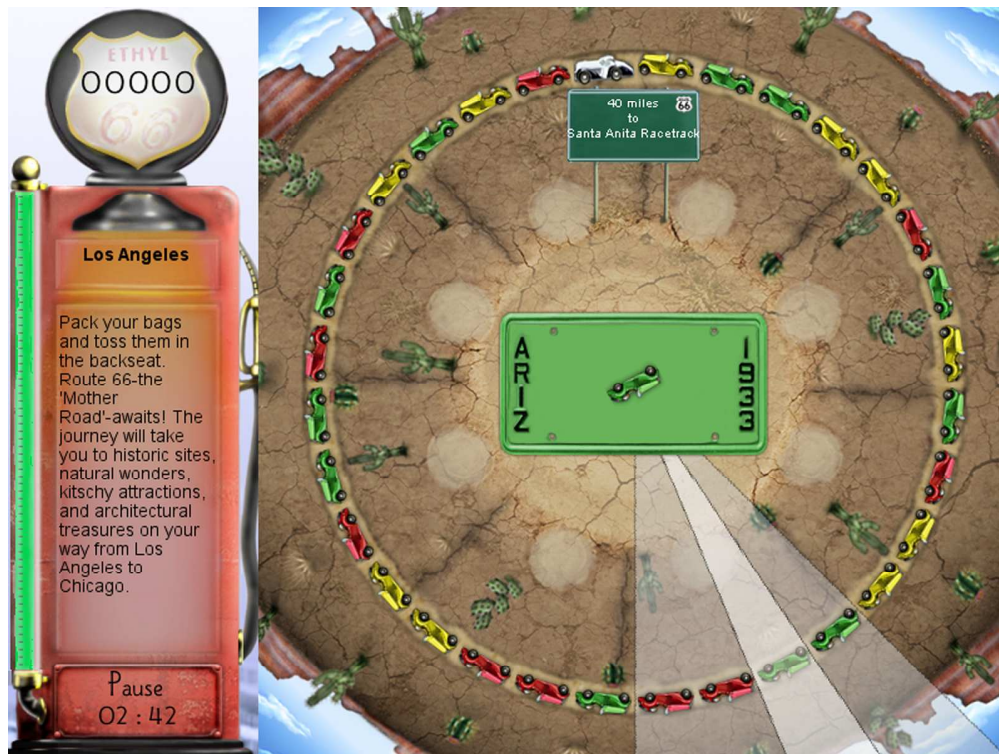 ETHYL
00000
66
Los Angeles
Pack your bags
and toss them in
the backseat.
Route 66-the
'Mother
Road'-awaits! The
journey will take
you to historic sites,
natural wonders,
kitschy attractions,
and architectural
treasures on your
way from Los
Angeles to
Chicago.
Pause
02 : 42
40 miles
66
to
Santa Anita Racetrack
ARIZ
1933